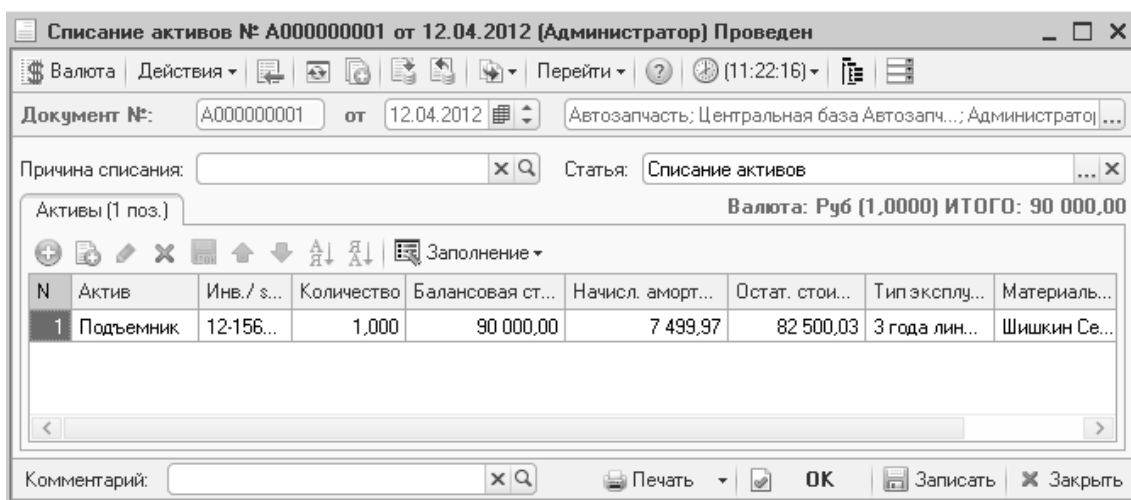 Списание активов № А000000001 от 12.04.2012 (Администратор) Проведен
Валюта Действия Перейти (11:22:16)
Документ №: А000000001 от 12.04.2012 Автозапчасть; Центральная база Автозапч...; Администратор ...
Причина списания: Статья: Списание активов ...
Активы (1 поз.) Валюта: Руб (1,0000) ИТОГО: 90 000,00
Заполнение
N Актив Инв./ s... Количество Балансовая ст... Начисл. аморт... Остат. стои... Тип эксплу... Материаль...
1 Подъемник 12-156... 1,000 90 000,00 7 499,97 82 500,03 3 года лин... Шишкин Се...
Комментарий: Печать OK Записать Закрыть